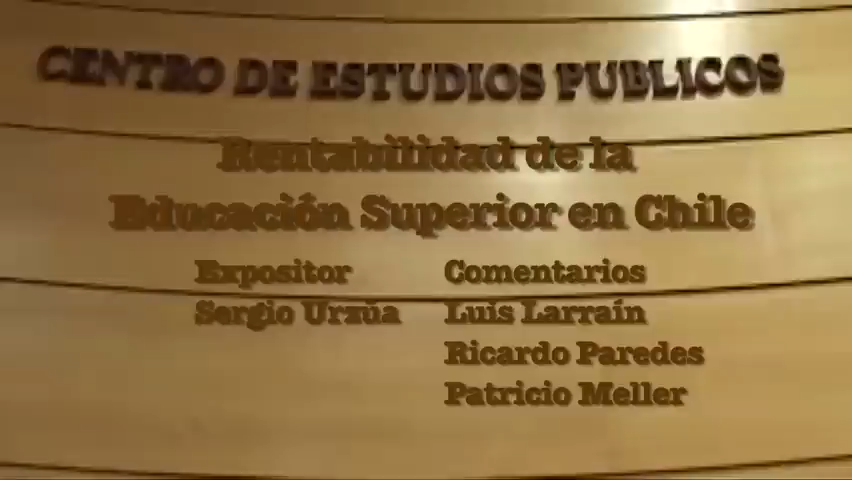 CENTRO DE ESTUDIOS PUBLICOS
Rentabilidad de la
Educación Superior en Chile
Expositor
Sergio Urzúa
Comentarios
Luis Larraín
Ricardo Paredes
Patricio Meller